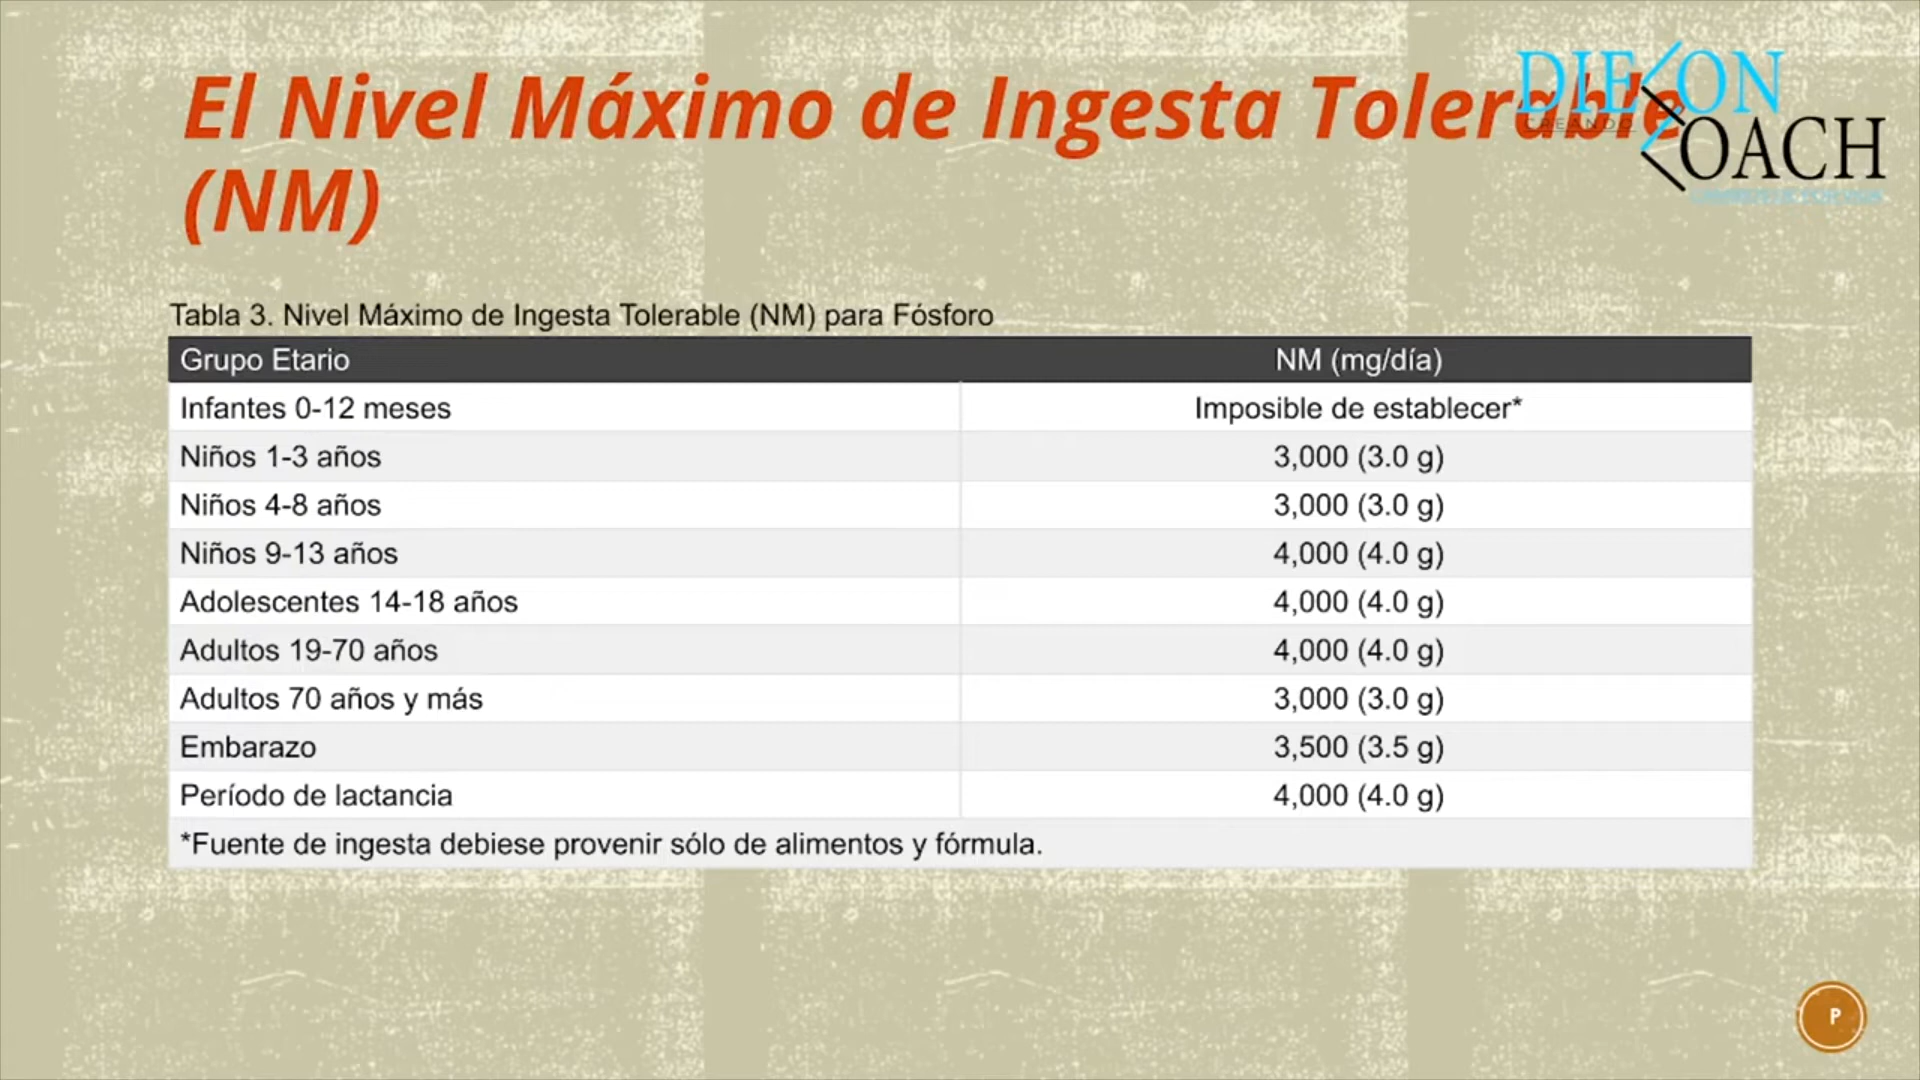 El Nivel Máximo de Ingesta Tolerable
(NM)
DIEKON
CREANDO
KOACH
Tabla 3. Nivel Máximo de Ingesta Tolerable (NM) para Fósforo
Grupo Etario NM (mg/día)
Infantes 0-12 meses Imposible de establecer*
Niños 1-3 años 3,000 (3.0 g)
Niños 4-8 años 3,000 (3.0 g)
Niños 9-13 años 4,000 (4.0 g)
Adolescentes 14-18 años 4,000 (4.0 g)
Adultos 19-70 años 4,000 (4.0 g)
Adultos 70 años y más 3,000 (3.0 g)
Embarazo 3,500 (3.5 g)
Período de lactancia 4,000 (4.0 g)
*Fuente de ingesta debiese provenir sólo de alimentos y fórmula.
P